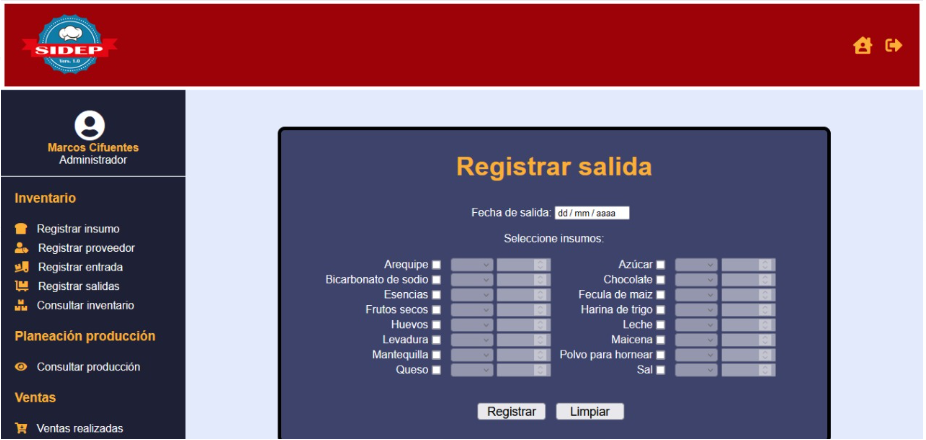 SIDEP
Vers. 1.0
Marcos Cifuentes
Administrador
Inventario
Registrar insumo
Registrar proveedor
Registrar entrada
Registrar salidas
Consultar inventario
Planeación producción
Consultar producción
Ventas
Ventas realizadas
Registrar salida
Fecha de salida: dd / mm / aaaa
Seleccione insumos:
Arequipe Azúcar
Bicarbonato de sodio Chocolate
Esencias Fecula de maiz
Frutos secos Harina de trigo
Huevos Leche
Levadura Maicena
Mantequilla Polvo para hornear
Queso Sal
Registrar Limpiar